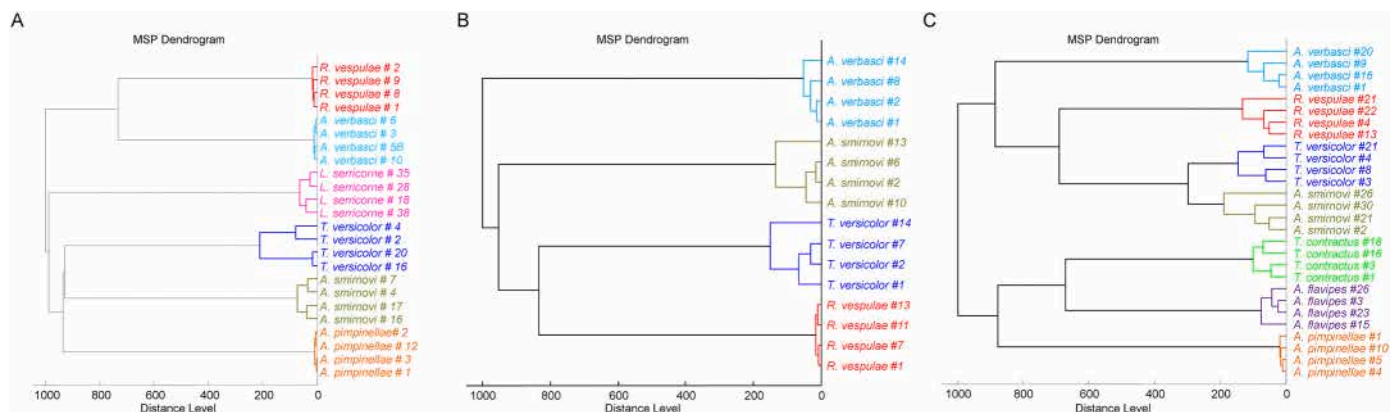 A
MSP Dendrogram
R. vespulae # 2
R. vespulae # 9
R. vespulae # 8
R. vespulae # 1
A. verbasci # 6
A. verbasci # 3
A. verbasci # 5B
A. verbasci # 10
L. serricorne # 35
L. serricorne # 28
L. serricorne # 18
L. serricorne # 38
T. versicolor # 4
T. versicolor # 2
T. versicolor # 20
T. versicolor # 16
A. smirnovi # 7
A. smirnovi # 4
A. smirnovi # 17
A. smirnovi # 16
A. pimpinellae# 2
A. pimpinellae # 12
A. pimpinellae # 3
A. pimpinellae # 1
1000 800 600 400 200 0
Distance Level
B
MSP Dendrogram
A. verbasci #14
A. verbasci #8
A. verbasci #2
A. verbasci #1
A. smirnovi #13
A. smirnovi #6
A. smirnovi #2
A. smirnovi #10
T. versicolor #14
T. versicolor #7
T. versicolor #2
T. versicolor #1
R. vespulae #13
R. vespulae #11
R. vespulae #7
R. vespulae #1
1000 800 600 400 200 0
Distance Level
C
MSP Dendrogram
A. verbasci #20
A. verbasci #9
A. verbasci #16
A. verbasci #1
R. vespulae #21
R. vespulae #22
R. vespulae #4
R. vespulae #13
T. versicolor #21
T. versicolor #4
T. versicolor #8
T. versicolor #3
A. smirnovi #26
A. smirnovi #30
A. smirnovi #21
A. smirnovi #2
T. contractus #18
T. contractus #16
T. contractus #3
T. contractus #1
A. flavipes #26
A. flavipes #3
A. flavipes #23
A. flavipes #15
A. pimpinellae #1
A. pimpinellae #10
A. pimpinellae #5
A. pimpinellae #4
1000 800 600 400 200 0
Distance Level